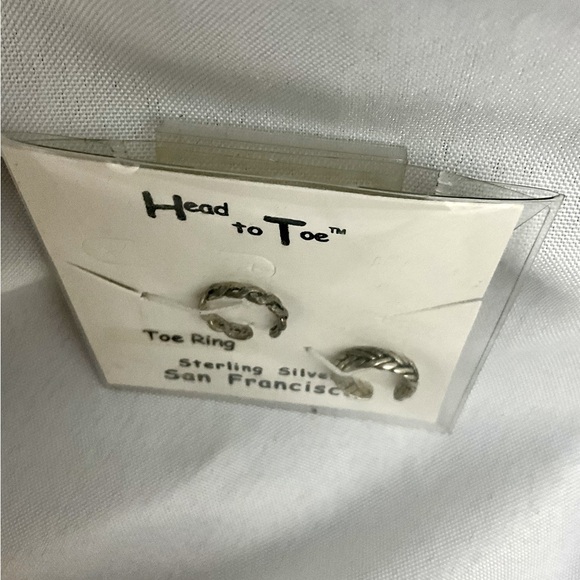 Head
to Toe™
Toe Ring
Sterling Silve
San Francisc